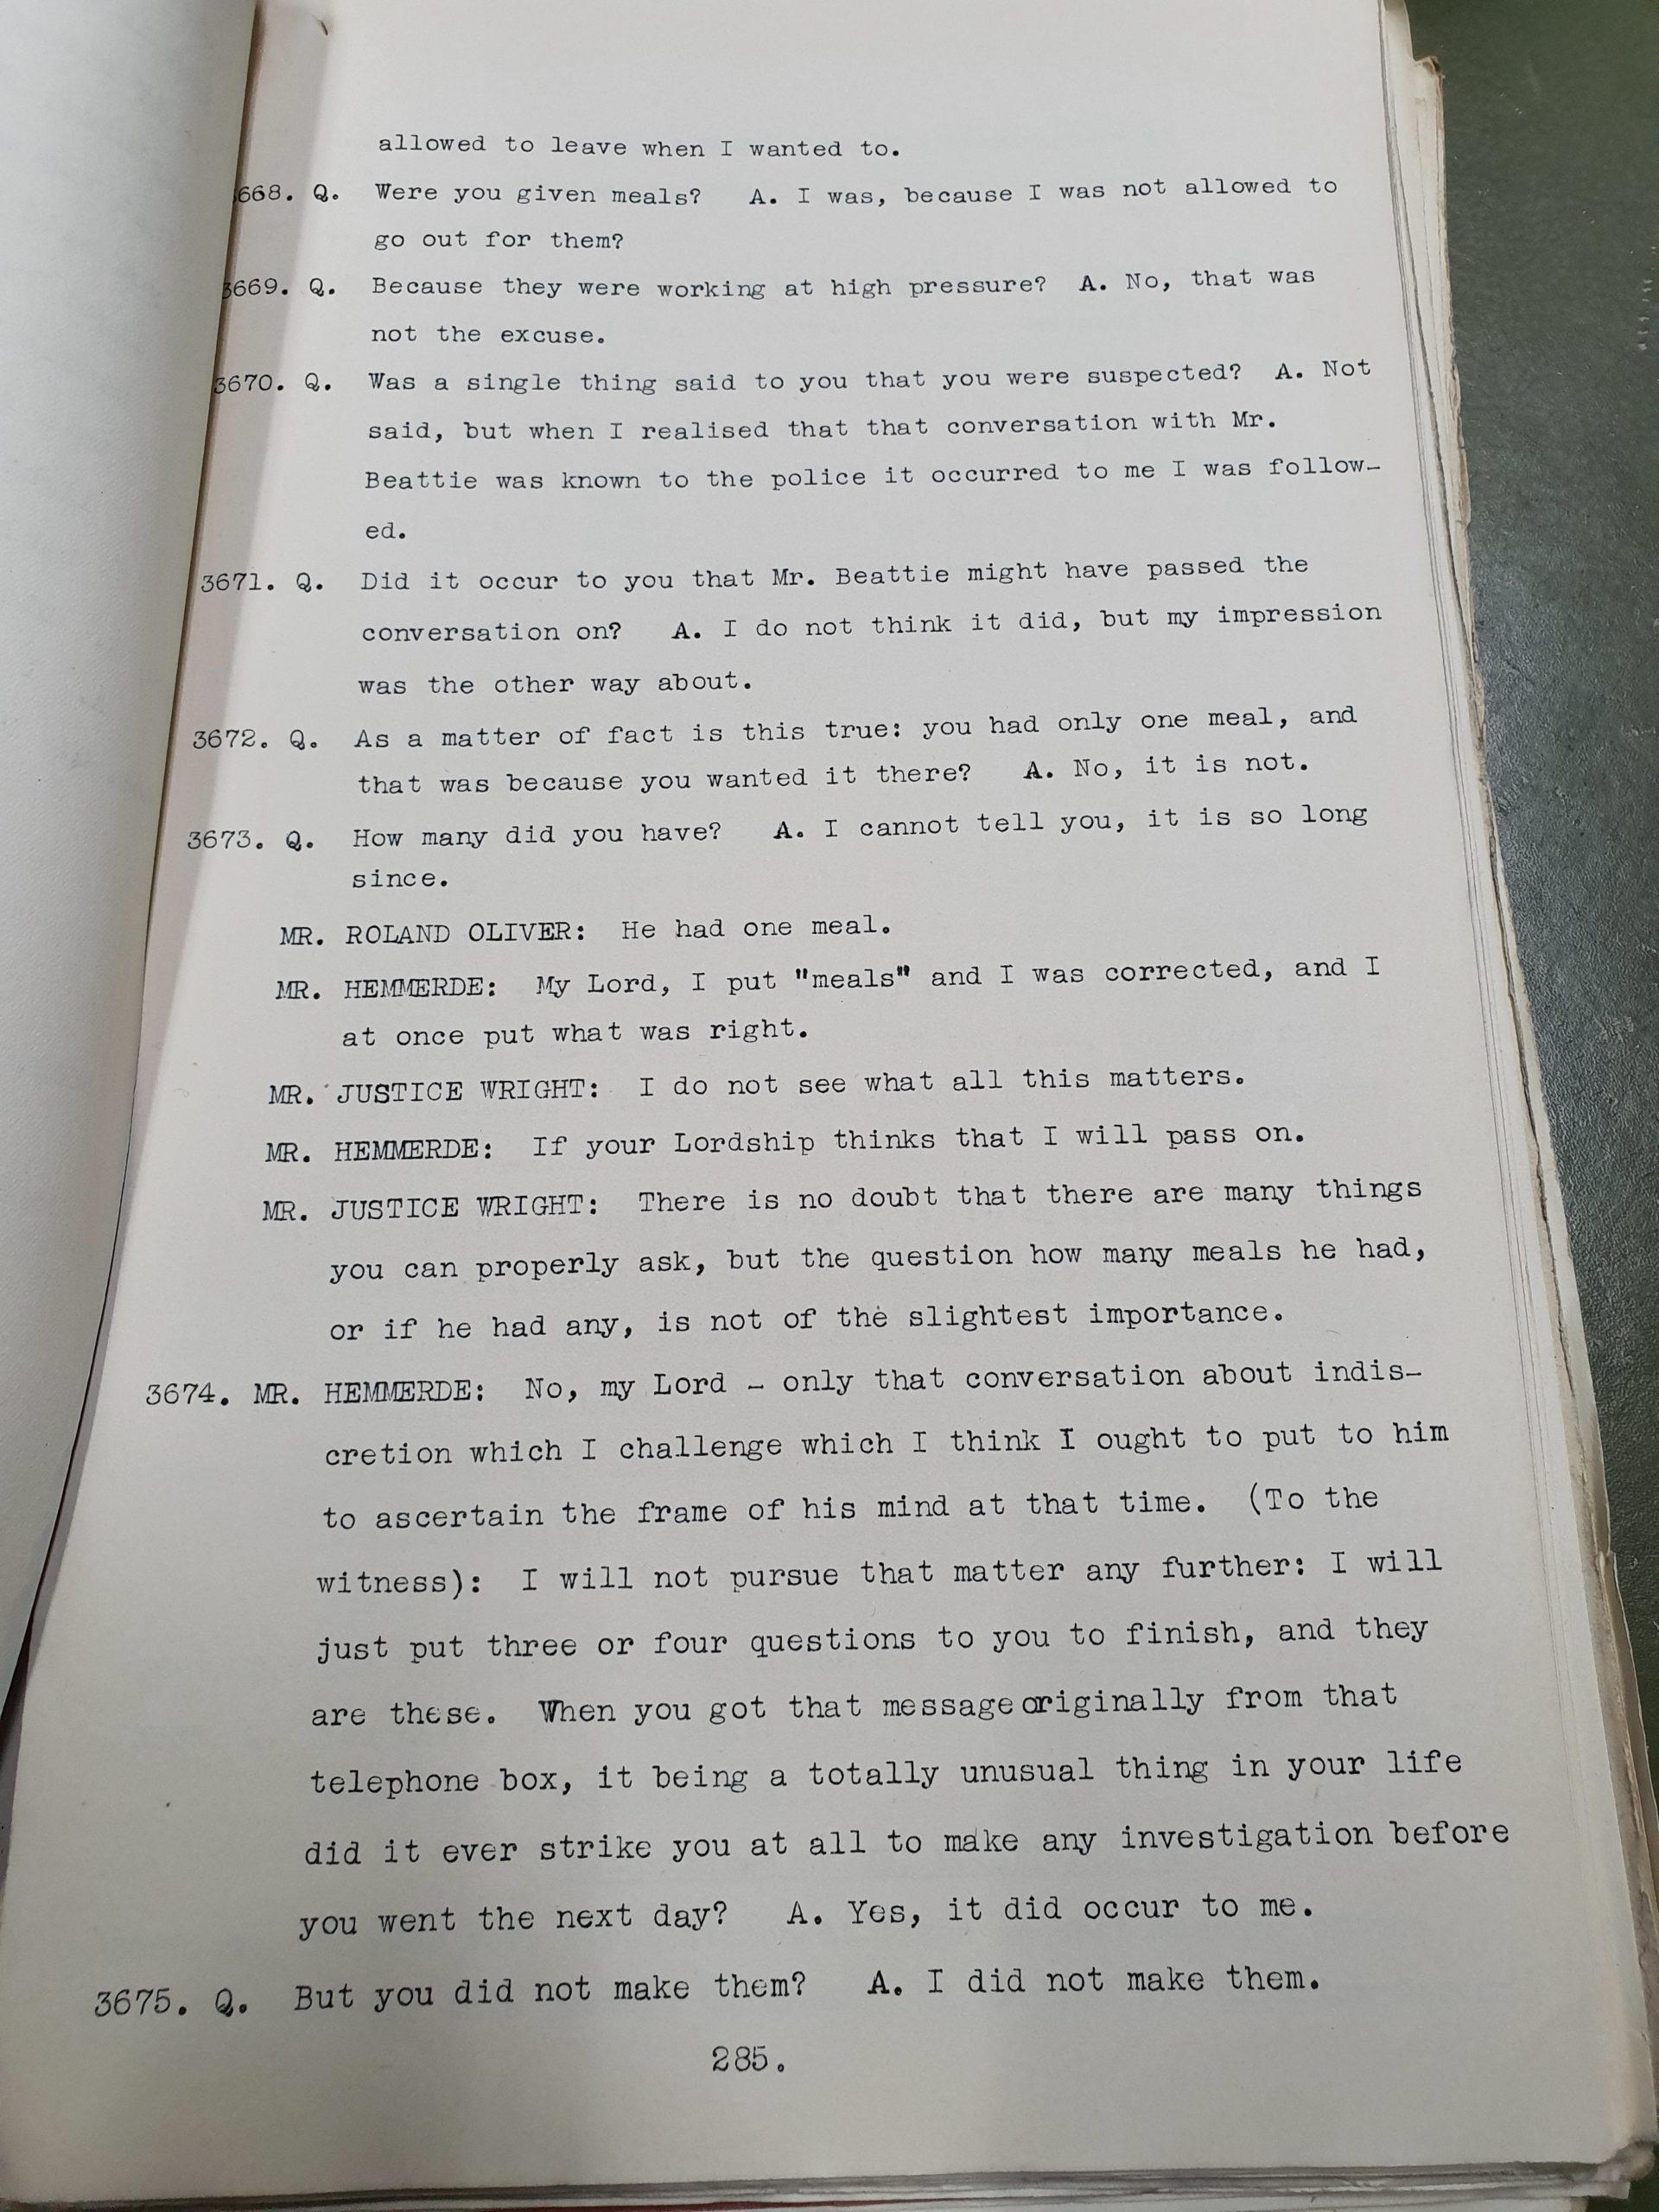 allowed to leave when I wanted to.
668. Q. Were you given meals? A. I was, because I was not allowed to
go out for them?
3669. Q. Because they were working at high pressure? A. No, that was
not the excuse.
3670. Q. Was a single thing said to you that you were suspected? A. Not
said, but when I realised that that conversation with Mr.
Beattie was known to the police it occurred to me I was follow-
ed.
3671. Q. Did it occur to you that Mr. Beattie might have passed the
conversation on? A. I do not think it did, but my impression
was the other way about.
3672. Q. As a matter of fact is this true: you had only one meal, and
that was because you wanted it there? A. No, it is not.
3673. Q. How many did you have? A. I cannot tell you, it is so long
since.
MR. ROLAND OLIVER: He had one meal.
MR. HEMMERDE: My Lord, I put "meals" and I was corrected, and I
at once put what was right.
MR. JUSTICE WRIGHT: I do not see what all this matters.
MR. HEMMERDE: If your Lordship thinks that I will pass on.
MR. JUSTICE WRIGHT: There is no doubt that there are many things
you can properly ask, but the question how many meals he had,
or if he had any, is not of the slightest importance.
3674. MR. HEMMERDE: No, my Lord - only that conversation about indis-
cretion which I challenge which I think I ought to put to him
to ascertain the frame of his mind at that time. (To the
witness): I will not pursue that matter any further: I will
just put three or four questions to you to finish, and they
are these. When you got that message originally from that
telephone box, it being a totally unusual thing in your life
did it ever strike you at all to make any investigation before
you went the next day? A. Yes, it did occur to me.
3675. Q. But you did not make them? A. I did not make them.
285.